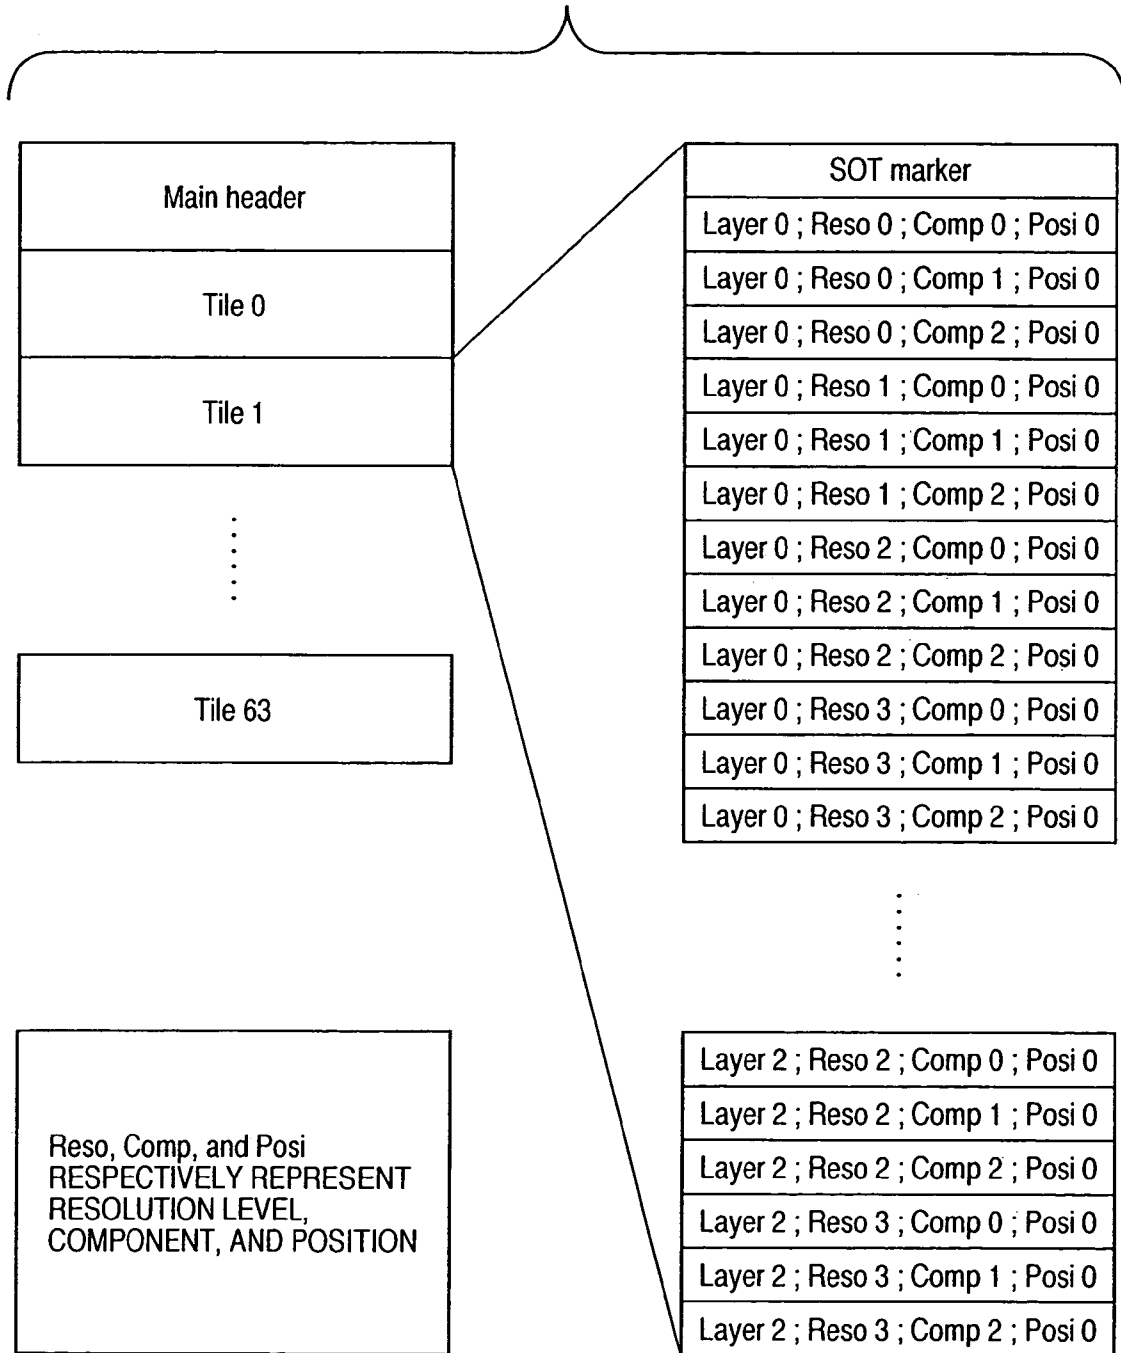 Main header
Tile 0
Tile 1
Tile 63
Reso, Comp, and Posi
RESPECTIVELY REPRESENT
RESOLUTION LEVEL,
COMPONENT, AND POSITION
SOT marker
Layer 0 ; Reso 0 ; Comp 0 ; Posi 0
Layer 0 ; Reso 0 ; Comp 1 ; Posi 0
Layer 0 ; Reso 0 ; Comp 2 ; Posi 0
Layer 0 ; Reso 1 ; Comp 0 ; Posi 0
Layer 0 ; Reso 1 ; Comp 1 ; Posi 0
Layer 0 ; Reso 1 ; Comp 2 ; Posi 0
Layer 0 ; Reso 2 ; Comp 0 ; Posi 0
Layer 0 ; Reso 2 ; Comp 1 ; Posi 0
Layer 0 ; Reso 2 ; Comp 2 ; Posi 0
Layer 0 ; Reso 3 ; Comp 0 ; Posi 0
Layer 0 ; Reso 3 ; Comp 1 ; Posi 0
Layer 0 ; Reso 3 ; Comp 2 ; Posi 0
Layer 2 ; Reso 2 ; Comp 0 ; Posi 0
Layer 2 ; Reso 2 ; Comp 1 ; Posi 0
Layer 2 ; Reso 2 ; Comp 2 ; Posi 0
Layer 2 ; Reso 3 ; Comp 0 ; Posi 0
Layer 2 ; Reso 3 ; Comp 1 ; Posi 0
Layer 2 ; Reso 3 ; Comp 2 ; Posi 0